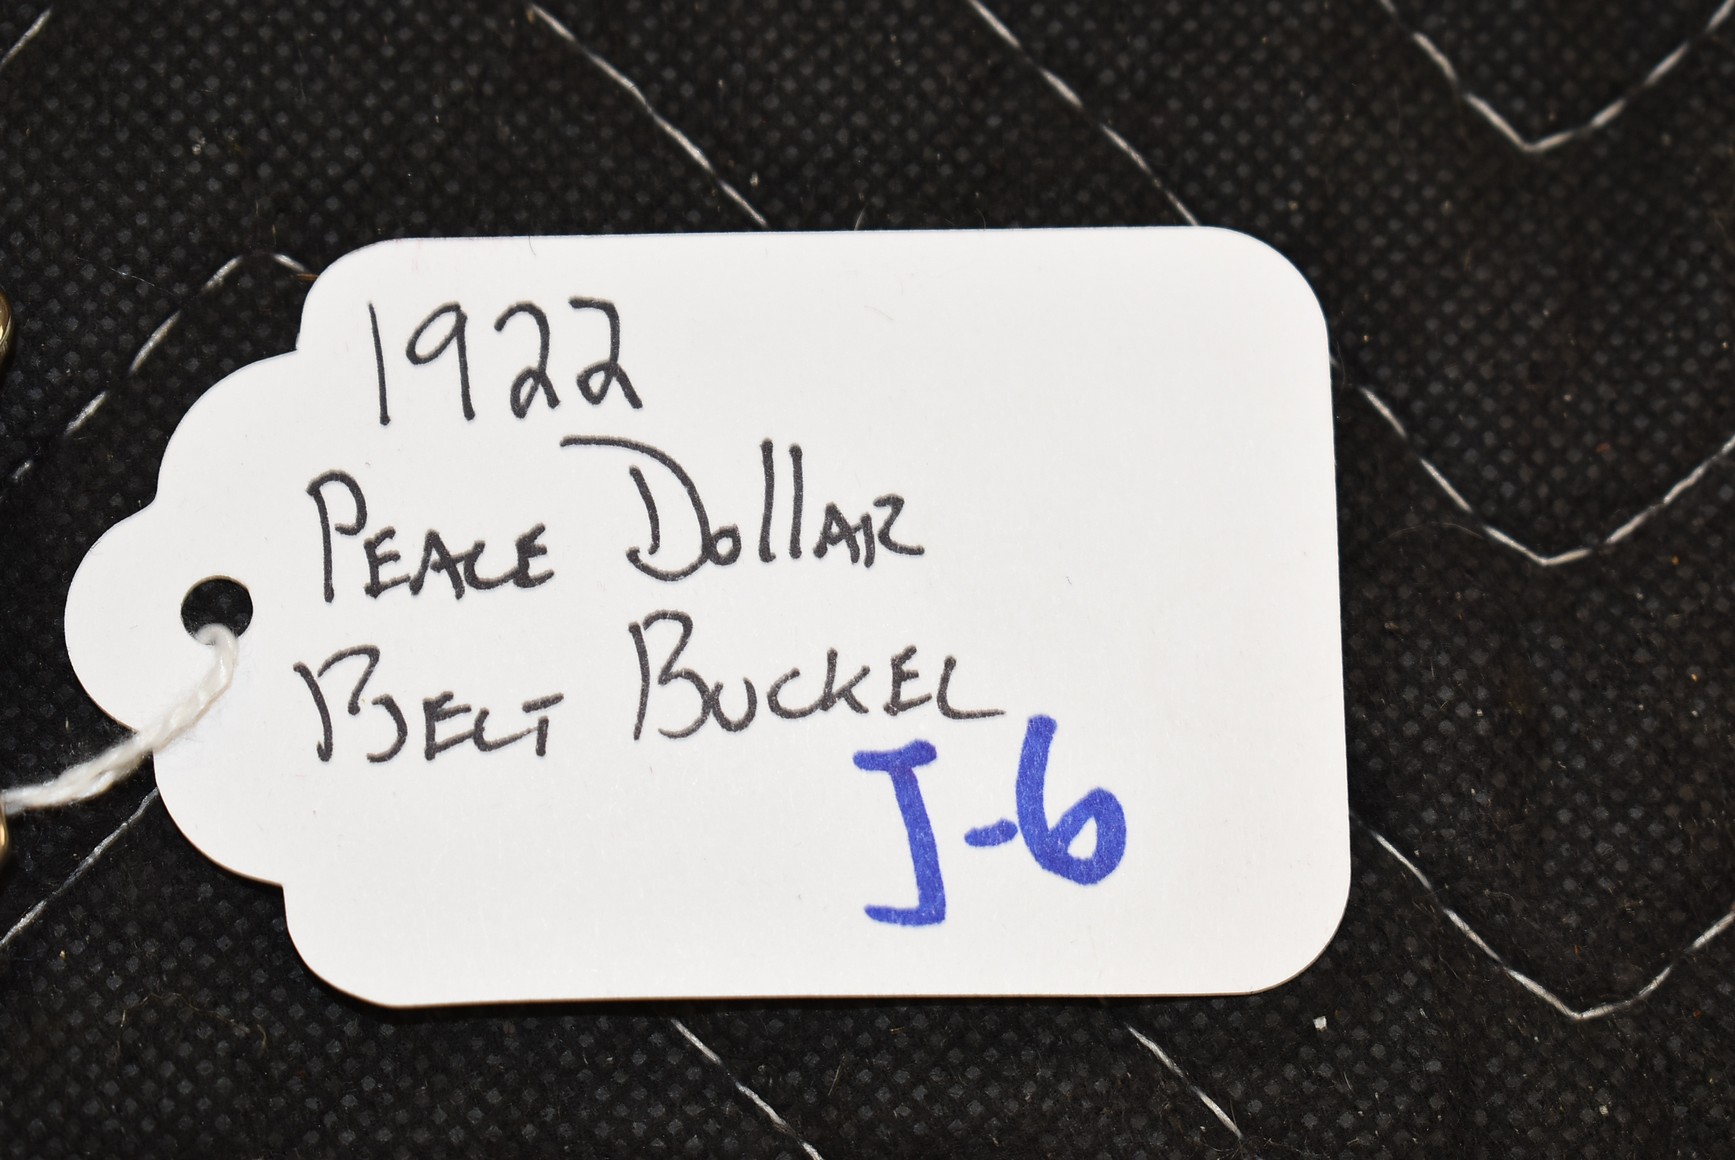 1922
Peace Dollar
Belt Buckel
J-6